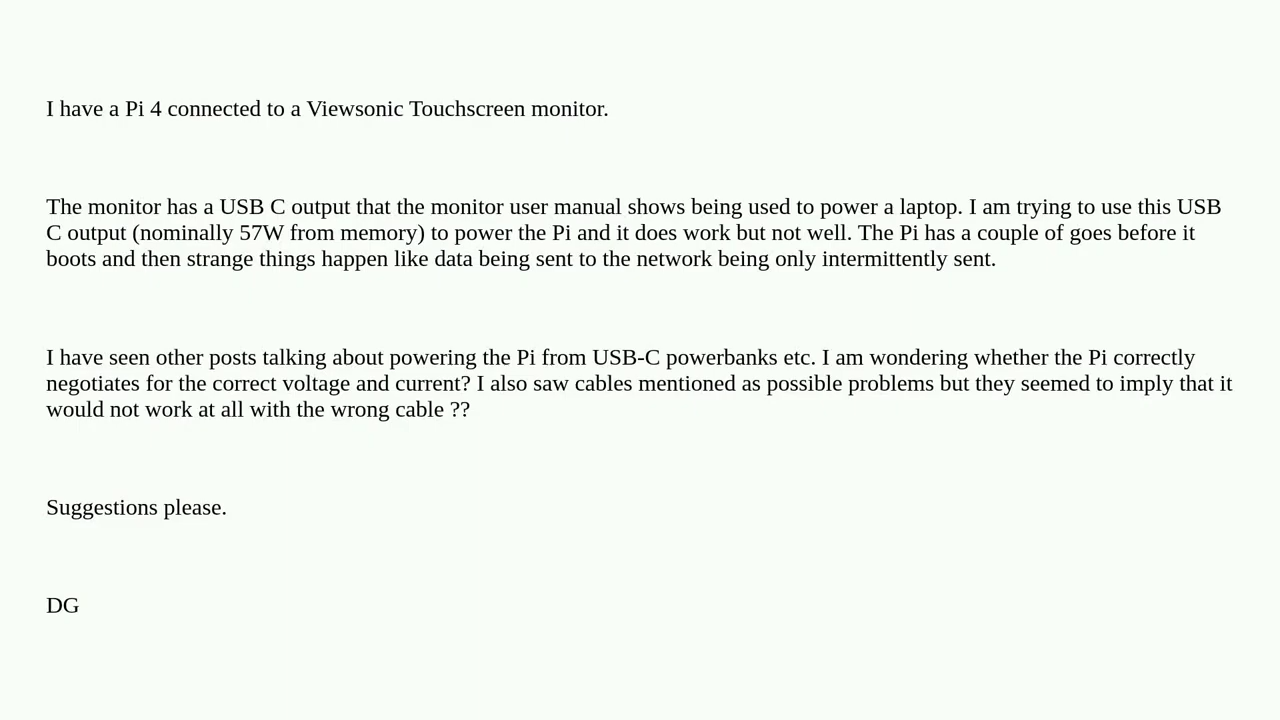 I have a Pi 4 connected to a Viewsonic Touchscreen monitor.
The monitor has a USB C output that the monitor user manual shows being used to power a laptop. I am trying to use this USB
C output (nominally 57W from memory) to power the Pi and it does work but not well. The Pi has a couple of goes before it
boots and then strange things happen like data being sent to the network being only intermittently sent.
I have seen other posts talking about powering the Pi from USB-C powerbanks etc. I am wondering whether the Pi correctly
negotiates for the correct voltage and current? I also saw cables mentioned as possible problems but they seemed to imply that it
would not work at all with the wrong cable ??
Suggestions please.
DG